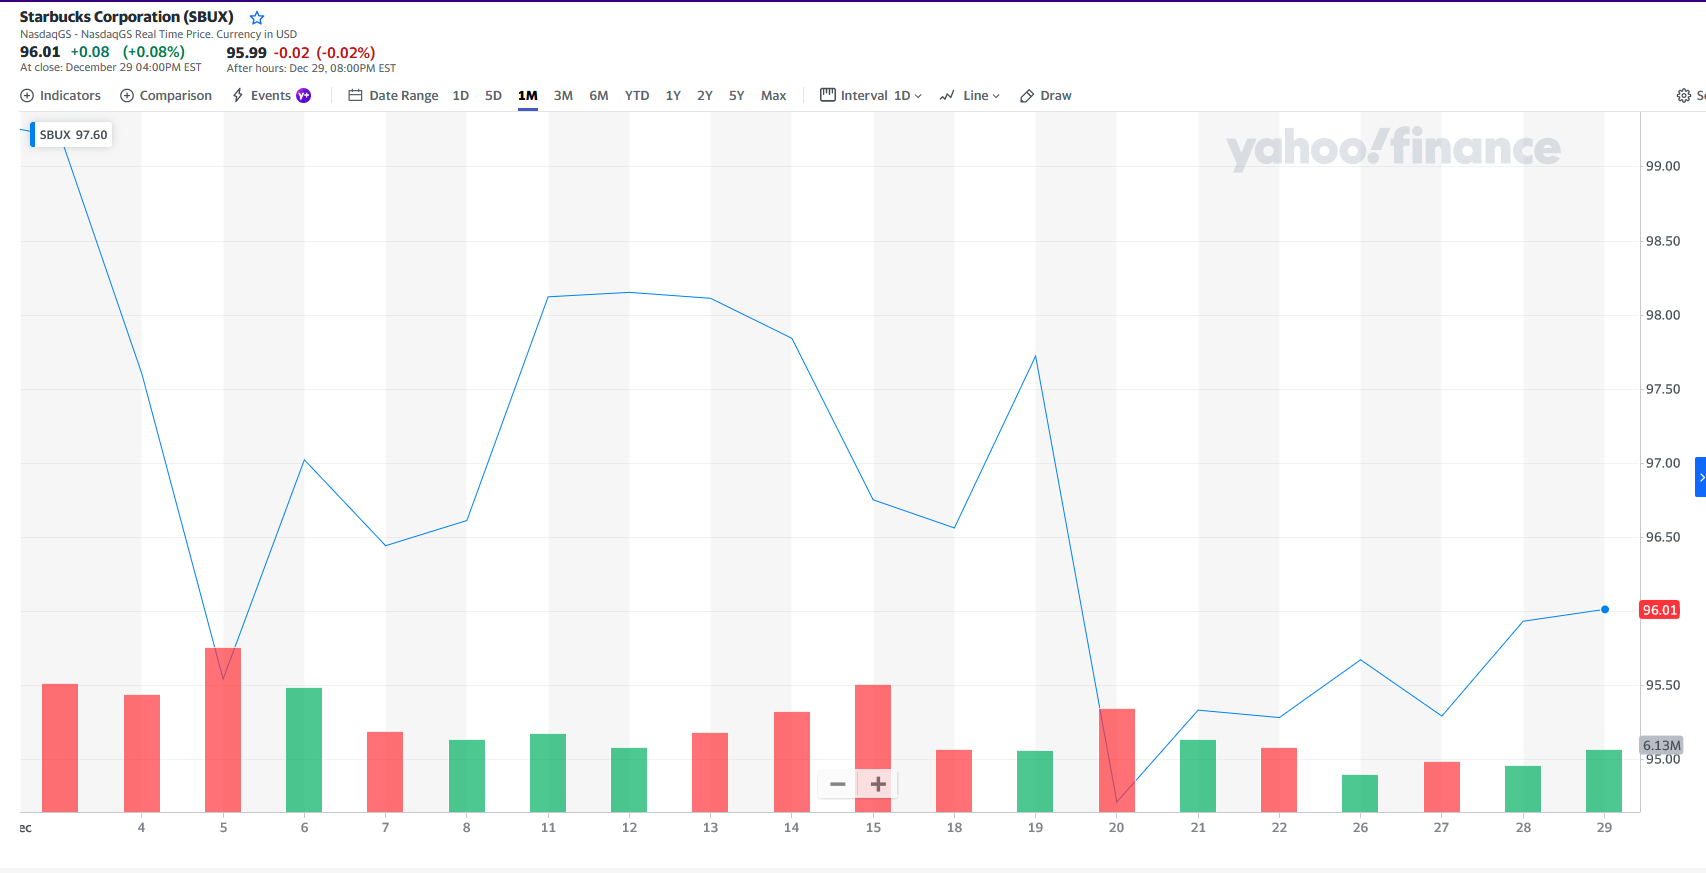 Starbucks Corporation (SBUX)
NasdaqGS - NasdaqGS Real Time Price. Currency in USD
96.01 +0.08 (+0.08%) 95.99 -0.02 (-0.02%)
At close: December 29 04:00PM EST After hours: Dec 29, 08:00PM EST
Indicators Comparison Events Y+ Date Range 1D 5D 1M 3M 6M YTD 1Y 2Y 5Y Max Interval 1D Line Draw
SBUX 97.60
yahoo!finance
99.00
98.50
98.00
97.50
97.00
96.50
96.01
95.50
6.13M
95.00
ec 4 5 6 7 8 11 12 13 14 15 18 19 20 21 22 26 27 28 29